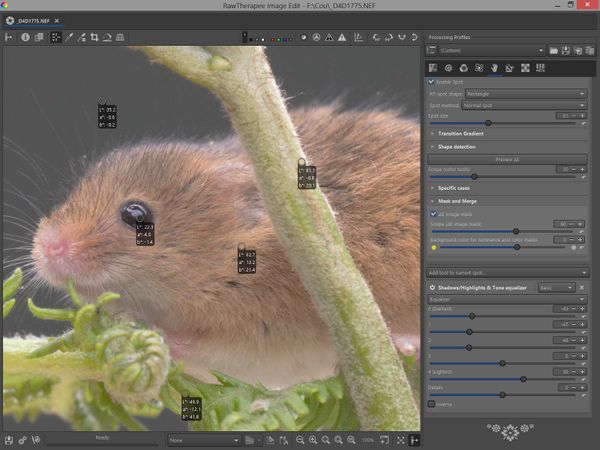 RawTherapee Image Edit - F:\Cou\_D4D1775.NEF
_D4D1775.NEF
Processing Profiles
(Custom)
Enable Spot
RT-spot shape: Rectangle
Spot method: Normal spot
Spot size
Transition Gradient
Shape detection
Preview ΔE
Scope (color tools)
30
Specific cases
Mask and Merge
ΔE image mask
Scope (ΔE image mask)
60
Background color for luminance and color masks
0
Add tool to current spot...
Shadows/Highlights & Tone equalizer
Basic
Equalizer
0 (Darkest)
1
2
3
4 (Lightest)
Details
0
Inverse
L*: 35.2
a*: -0.6
b*: -0.2
L*: 22.3
a*: 4.0
b*: -1.4
L*: 62.7
a*: 13.2
b*: 21.4
b*: 20.1
L*: 49.9
a*: -12.1
b*: 41.8
Ready
None
100%